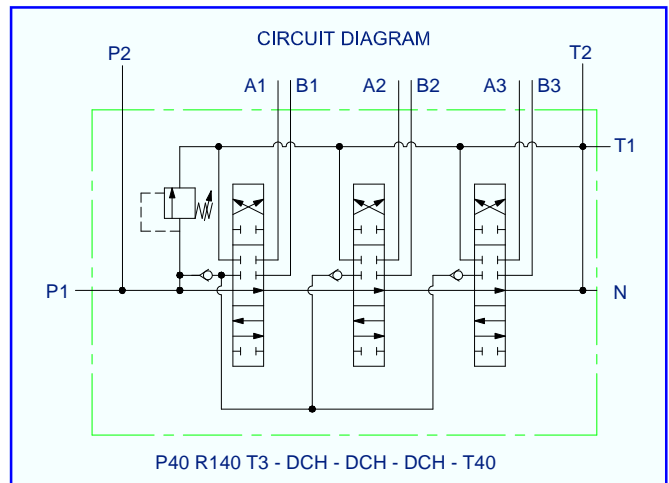 CIRCUIT DIAGRAM
P2
T2
A1 B1 A2 B2 A3 B3
T1
P1
N
P40 R140 T3 - DCH - DCH - DCH - T40